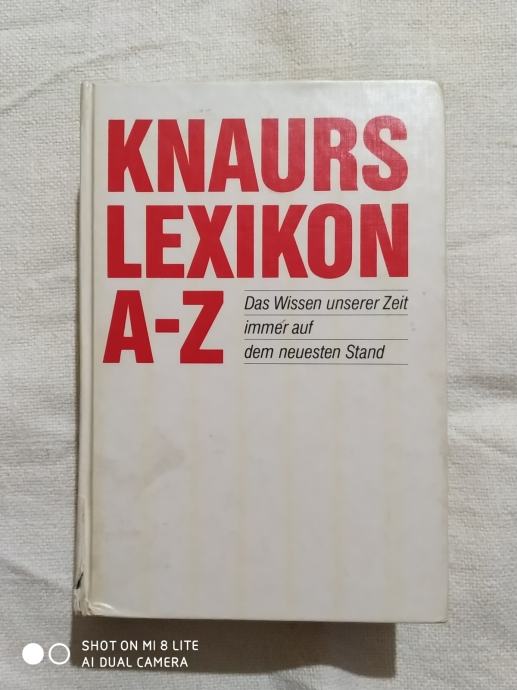 KNAURS
LEXIKON
A-Z
Das Wissen unserer Zeit
immer auf
dem neuesten Stand
SHOT ON MI 8 LITE
AI DUAL CAMERA